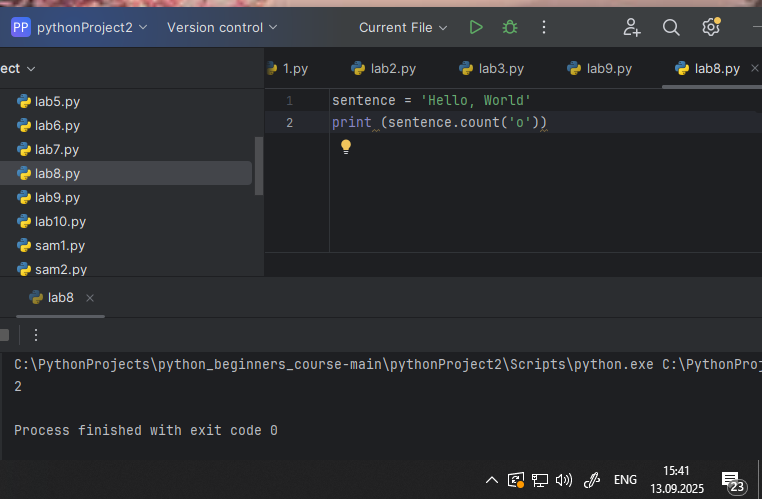 PP pythonProject2 Version control Current File
ect 1.py lab2.py lab3.py lab9.py lab8.py
lab5.py
lab6.py
lab7.py
lab8.py
lab9.py
lab10.py
sam1.py
sam2.py
1 sentence = 'Hello, World'
2 print (sentence.count('o'))
lab8
C:\PythonProjects\python_beginners_course-main\pythonProject2\Scripts\python.exe C:\PythonProj
2
Process finished with exit code 0
ENG 15:41
13.09.2025 23